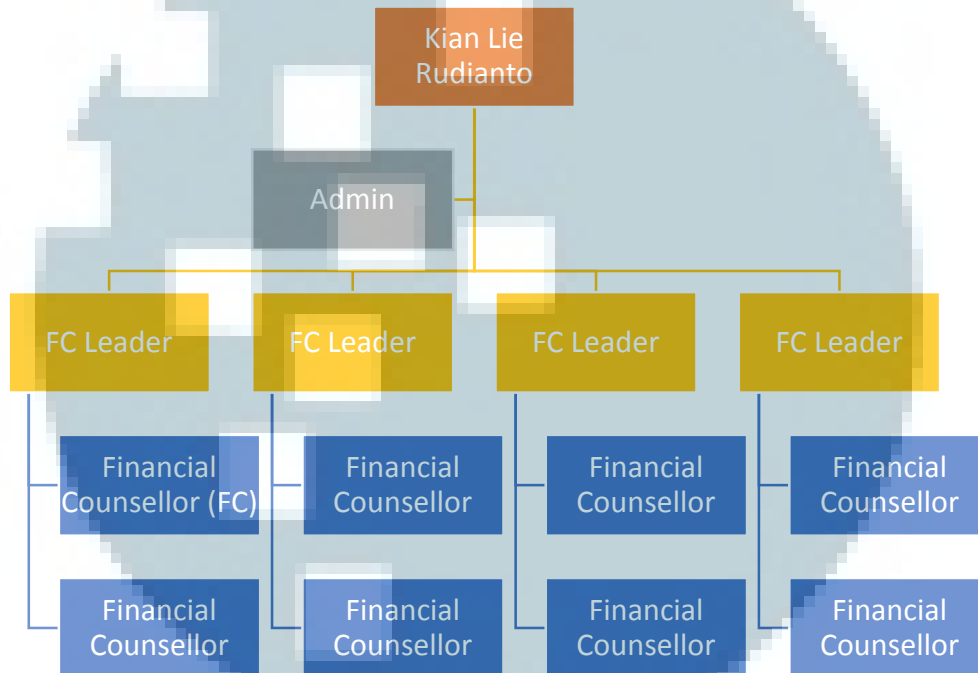 Kian Lie
Rudianto
Admin
FC Leader
FC Leader
FC Leader
FC Leader
Financial
Counsellor (FC)
Financial
Counsellor
Financial
Counsellor
Financial
Counsellor
Financial
Counsellor
Financial
Counsellor
Financial
Counsellor
Financial
Counsellor